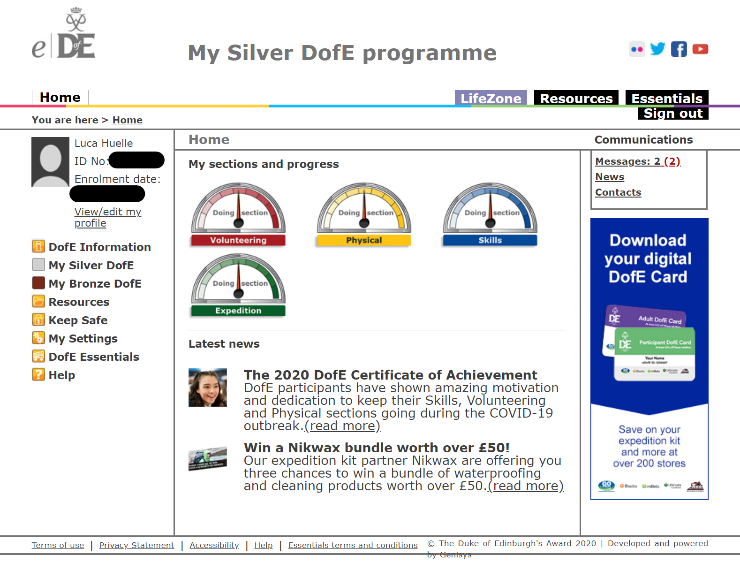 e DofE
My Silver DofE programme
Home
LifeZone Resources Essentials
You are here > Home
Sign out
Luca Huelle
ID No:
Enrolment date:
View/edit my
profile
DofE Information
My Silver DofE
My Bronze DofE
Resources
Keep Safe
My Settings
DofE Essentials
Help
Home
My sections and progress
Doing section
Volunteering
Doing section
Physical
Doing section
Skills
Doing section
Expedition
Latest news
The 2020 DofE Certificate of Achievement
DofE participants have shown amazing motivation
and dedication to keep their Skills, Volunteering
and Physical sections going during the COVID-19
outbreak.(read more)
Win a Nikwax bundle worth over £50!
Our expedition kit partner Nikwax are offering you
three chances to win a bundle of waterproofing
and cleaning products worth over £50.(read more)
Communications
Messages: 2 (2)
News
Contacts
Download
your digital
DofE Card
DofE Adult DofE Card
DofE Participant DofE Card
Your Name
Save on your
expedition kit
and more at
over 200 stores
Terms of use | Privacy Statement | Accessibility | Help | Essentials terms and conditions
© The Duke of Edinburgh's Award 2020 | Developed and powered
by Gemaya